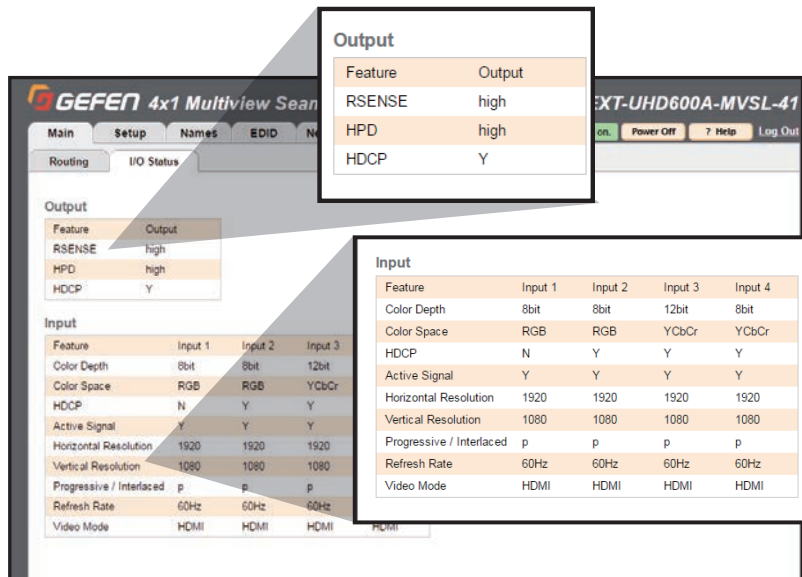 Output
Feature Output
RSENSE high
HPD high
HDCP Y
GEFEN 4x1 Multiview Sean
EXT-UHD600A-MVSL-41
Main Setup Names EDID Ne
on. Power Off ? Help Log Out
Routing I/O Status
Output
Feature Output
RSENSE high
HPD high
HDCP Y
Input
Feature Input 1 Input 2 Input 3
Color Depth 8bit 8bit 12bit
Color Space RGB RGB YCbCr
HDCP N Y Y
Active Signal Y Y Y
Horizontal Resolution 1920 1920 1920
Vertical Resolution 1080 1080 1080
Progressive / Interlaced p p p
Refresh Rate 60Hz 60Hz 60Hz
Video Mode HDMI HDMI HDMI HDMI
Input
Feature Input 1 Input 2 Input 3 Input 4
Color Depth 8bit 8bit 12bit 8bit
Color Space RGB RGB YCbCr YCbCr
HDCP N Y Y Y
Active Signal Y Y Y Y
Horizontal Resolution 1920 1920 1920 1920
Vertical Resolution 1080 1080 1080 1080
Progressive / Interlaced p p p p
Refresh Rate 60Hz 60Hz 60Hz 60Hz
Video Mode HDMI HDMI HDMI HDMI